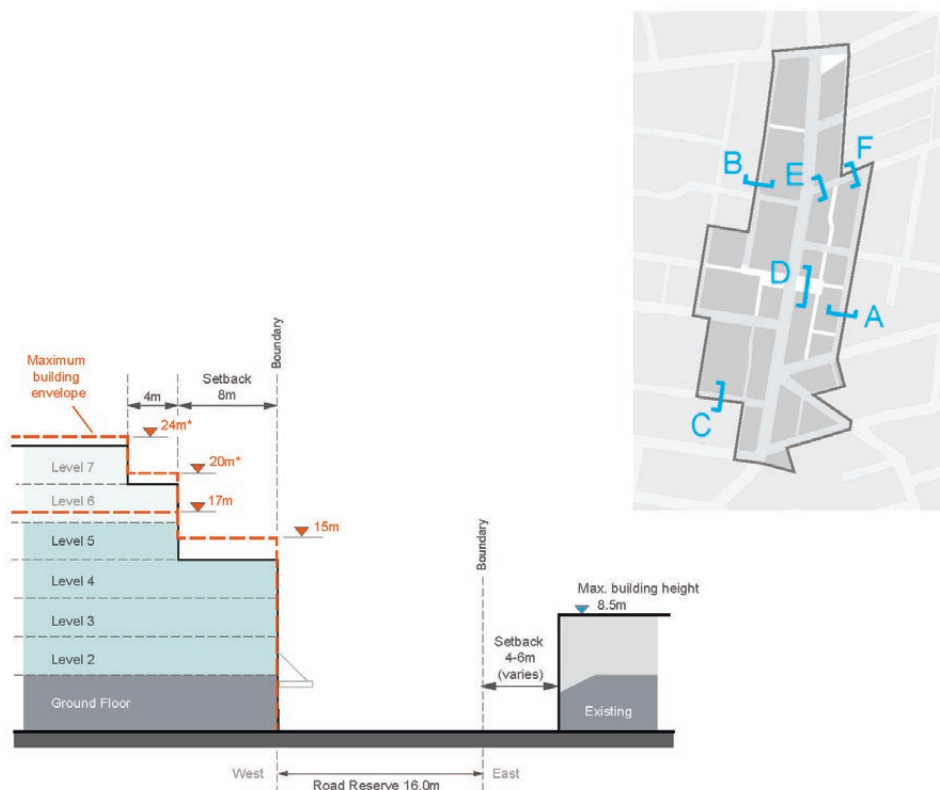 B
E
F
D
A
C
Maximum
building
envelope
4m
Setback
8m
Boundary
24m*
20m*
17m
15m
Level 7
Level 6
Level 5
Level 4
Level 3
Level 2
Ground Floor
Boundary
Max. building height
8.5m
Setback
4-6m
(varies)
Existing
West
East
Road Reserve 16.0m